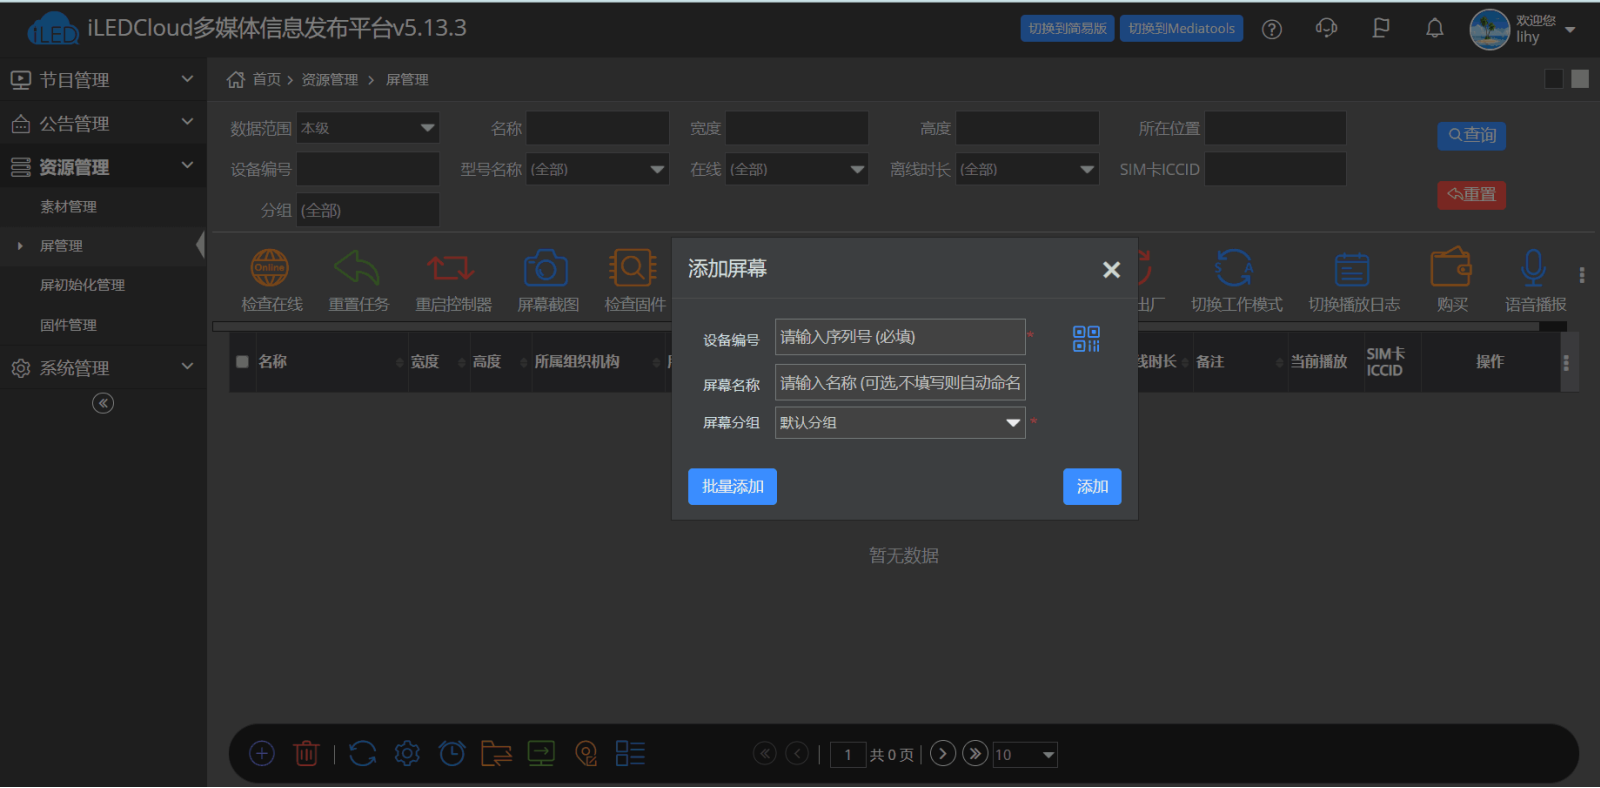 iLED iLEDCloud多媒体信息发布平台v5.13.3 切换到简易版 切换到Mediatools 欢迎您
lihy
节目管理 首页 资源管理 屏管理
公告管理
资源管理
素材管理
屏管理
屏初始化管理
固件管理
系统管理
数据范围 本级 名称 宽度 高度 所在位置 查询
设备编号 型号名称 (全部) 在线 (全部) 离线时长 (全部) SIM卡ICCID 重置
分组 (全部)
Online
检查在线 重置任务 重启控制器 屏幕截图 检查固件 出厂 切换工作模式 切换播放日志 购买 语音播报
S A
名称 宽度 高度 所属组织机构 线时长 备注 当前播放 SIM卡
ICCID 操作
添加屏幕
设备编号 请输入序列号 (必填) *
屏幕名称 请输入名称 (可选,不填写则自动命名
屏幕分组 默认分组 *
批量添加 添加
暂无数据
1 共 0 页 10